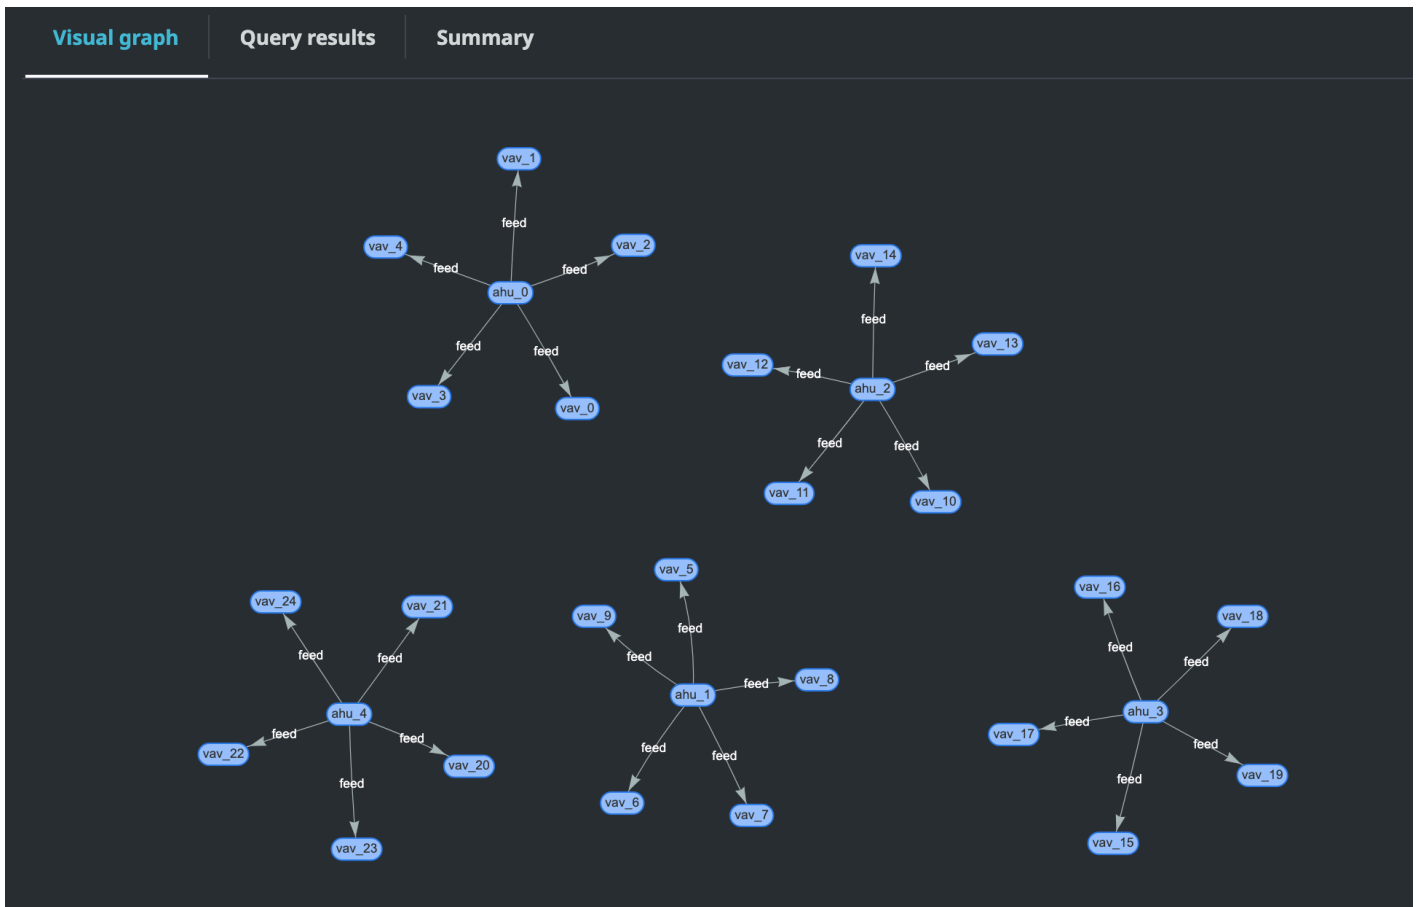 Visual graph
Query results
Summary
vav_1
feed
vav_4
vav_2
feed
feed
ahu_0
feed
feed
vav_3
vav_0
vav_14
feed
vav_13
vav_12
feed
feed
ahu_2
feed
feed
vav_11
vav_10
vav_24
vav_21
feed
feed
ahu_4
feed
feed
vav_22
vav_20
feed
vav_23
vav_5
vav_9
feed
feed
vav_8
feed
ahu_1
feed
feed
vav_6
vav_7
vav_16
vav_18
feed
feed
ahu_3
feed
vav_17
feed
vav_19
feed
vav_15